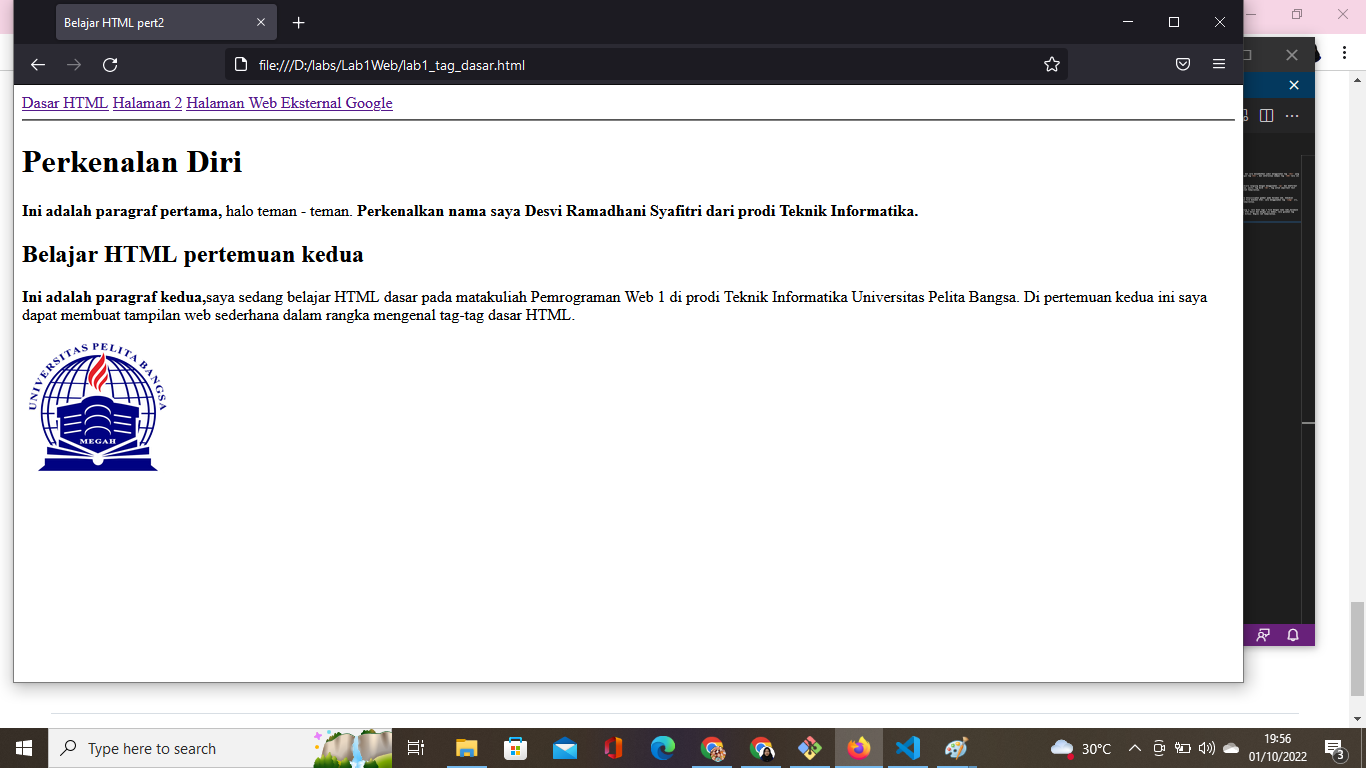 Belajar HTML pert2
file:///D:/labs/Lab1Web/lab1_tag_dasar.html
Dasar HTML Halaman 2 Halaman Web Eksternal Google
Perkenalan Diri
Ini adalah paragraf pertama, halo teman - teman. Perkenalkan nama saya Desvi Ramadhani Syafitri dari prodi Teknik Informatika.
Belajar HTML pertemuan kedua
Ini adalah paragraf kedua,saya sedang belajar HTML dasar pada matakuliah Pemrograman Web 1 di prodi Teknik Informatika Universitas Pelita Bangsa. Di pertemuan kedua ini saya
dapat membuat tampilan web sederhana dalam rangka mengenal tag-tag dasar HTML.
UNIVERSITAS PELITA BANGSA
MEGAH
Type here to search
30°C
19:56
01/10/2022
3